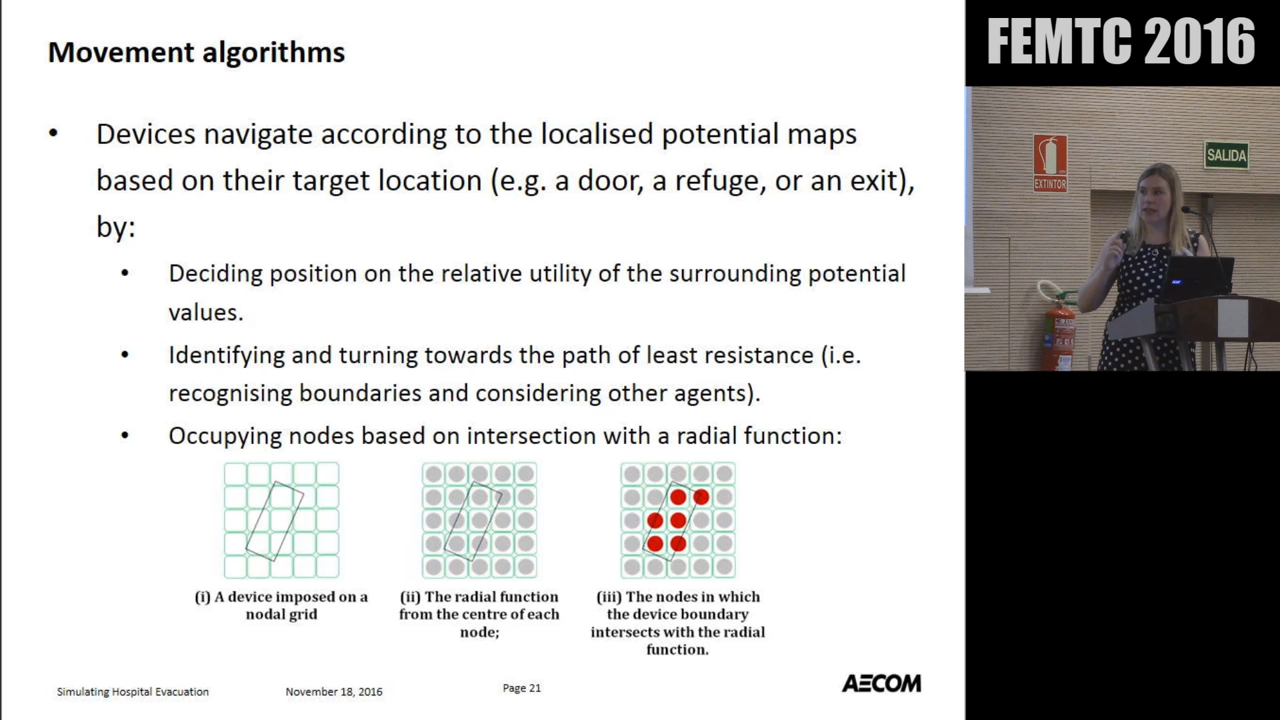 Movement algorithms
• Devices navigate according to the localised potential maps
based on their target location (e.g. a door, a refuge, or an exit),
by:
• Deciding position on the relative utility of the surrounding potential
values.
• Identifying and turning towards the path of least resistance (i.e.
recognising boundaries and considering other agents).
• Occupying nodes based on intersection with a radial function:
(i) A device imposed on a
nodal grid
(ii) The radial function
from the centre of each
node;
(iii) The nodes in which
the device boundary
intersects with the radial
function.
Simulating Hospital Evacuation
November 18, 2016
Page 21
AECOM
FEMTC 2016
EXTINTOR
SALIDA